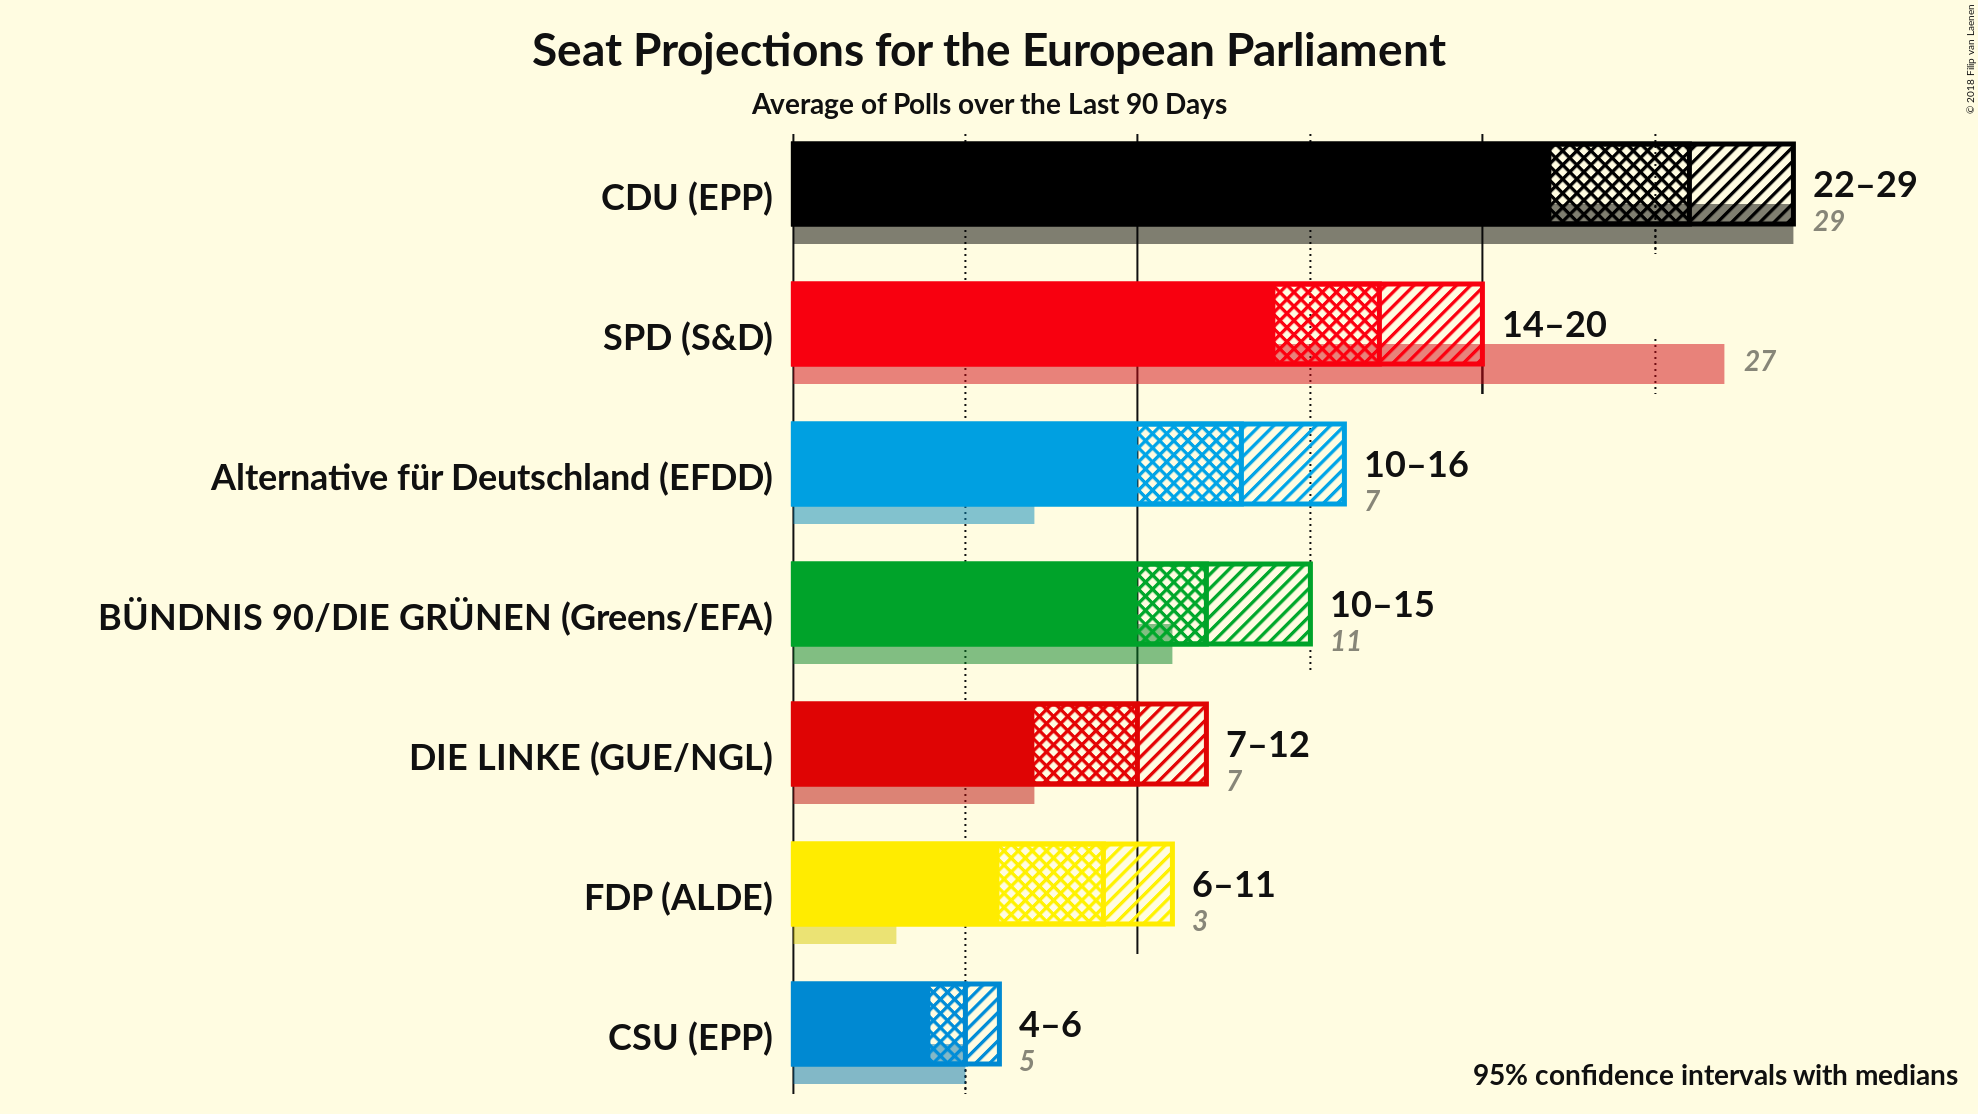 Seat Projections for the European Parliament
Average of Polls over the Last 90 Days
© 2018 Filip van Laenen
CDU (EPP)
22–29
29
SPD (S&D)
14–20
27
Alternative für Deutschland (EFDD)
10–16
7
BÜNDNIS 90/DIE GRÜNEN (Greens/EFA)
10–15
11
DIE LINKE (GUE/NGL)
7–12
7
FDP (ALDE)
6–11
3
CSU (EPP)
4–6
5
95% confidence intervals with medians